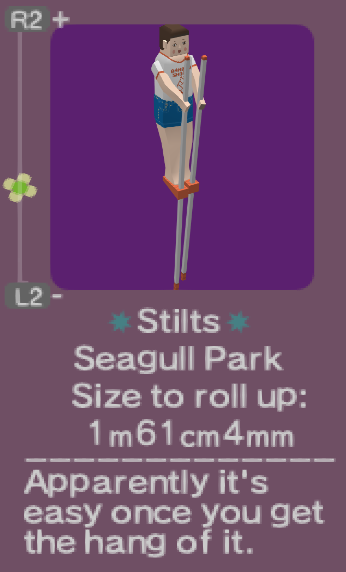 R2 +
L2 -
Stilts
Seagull Park
Size to roll up:
1m61cm4mm
Apparently it's
easy once you get
the hang of it.